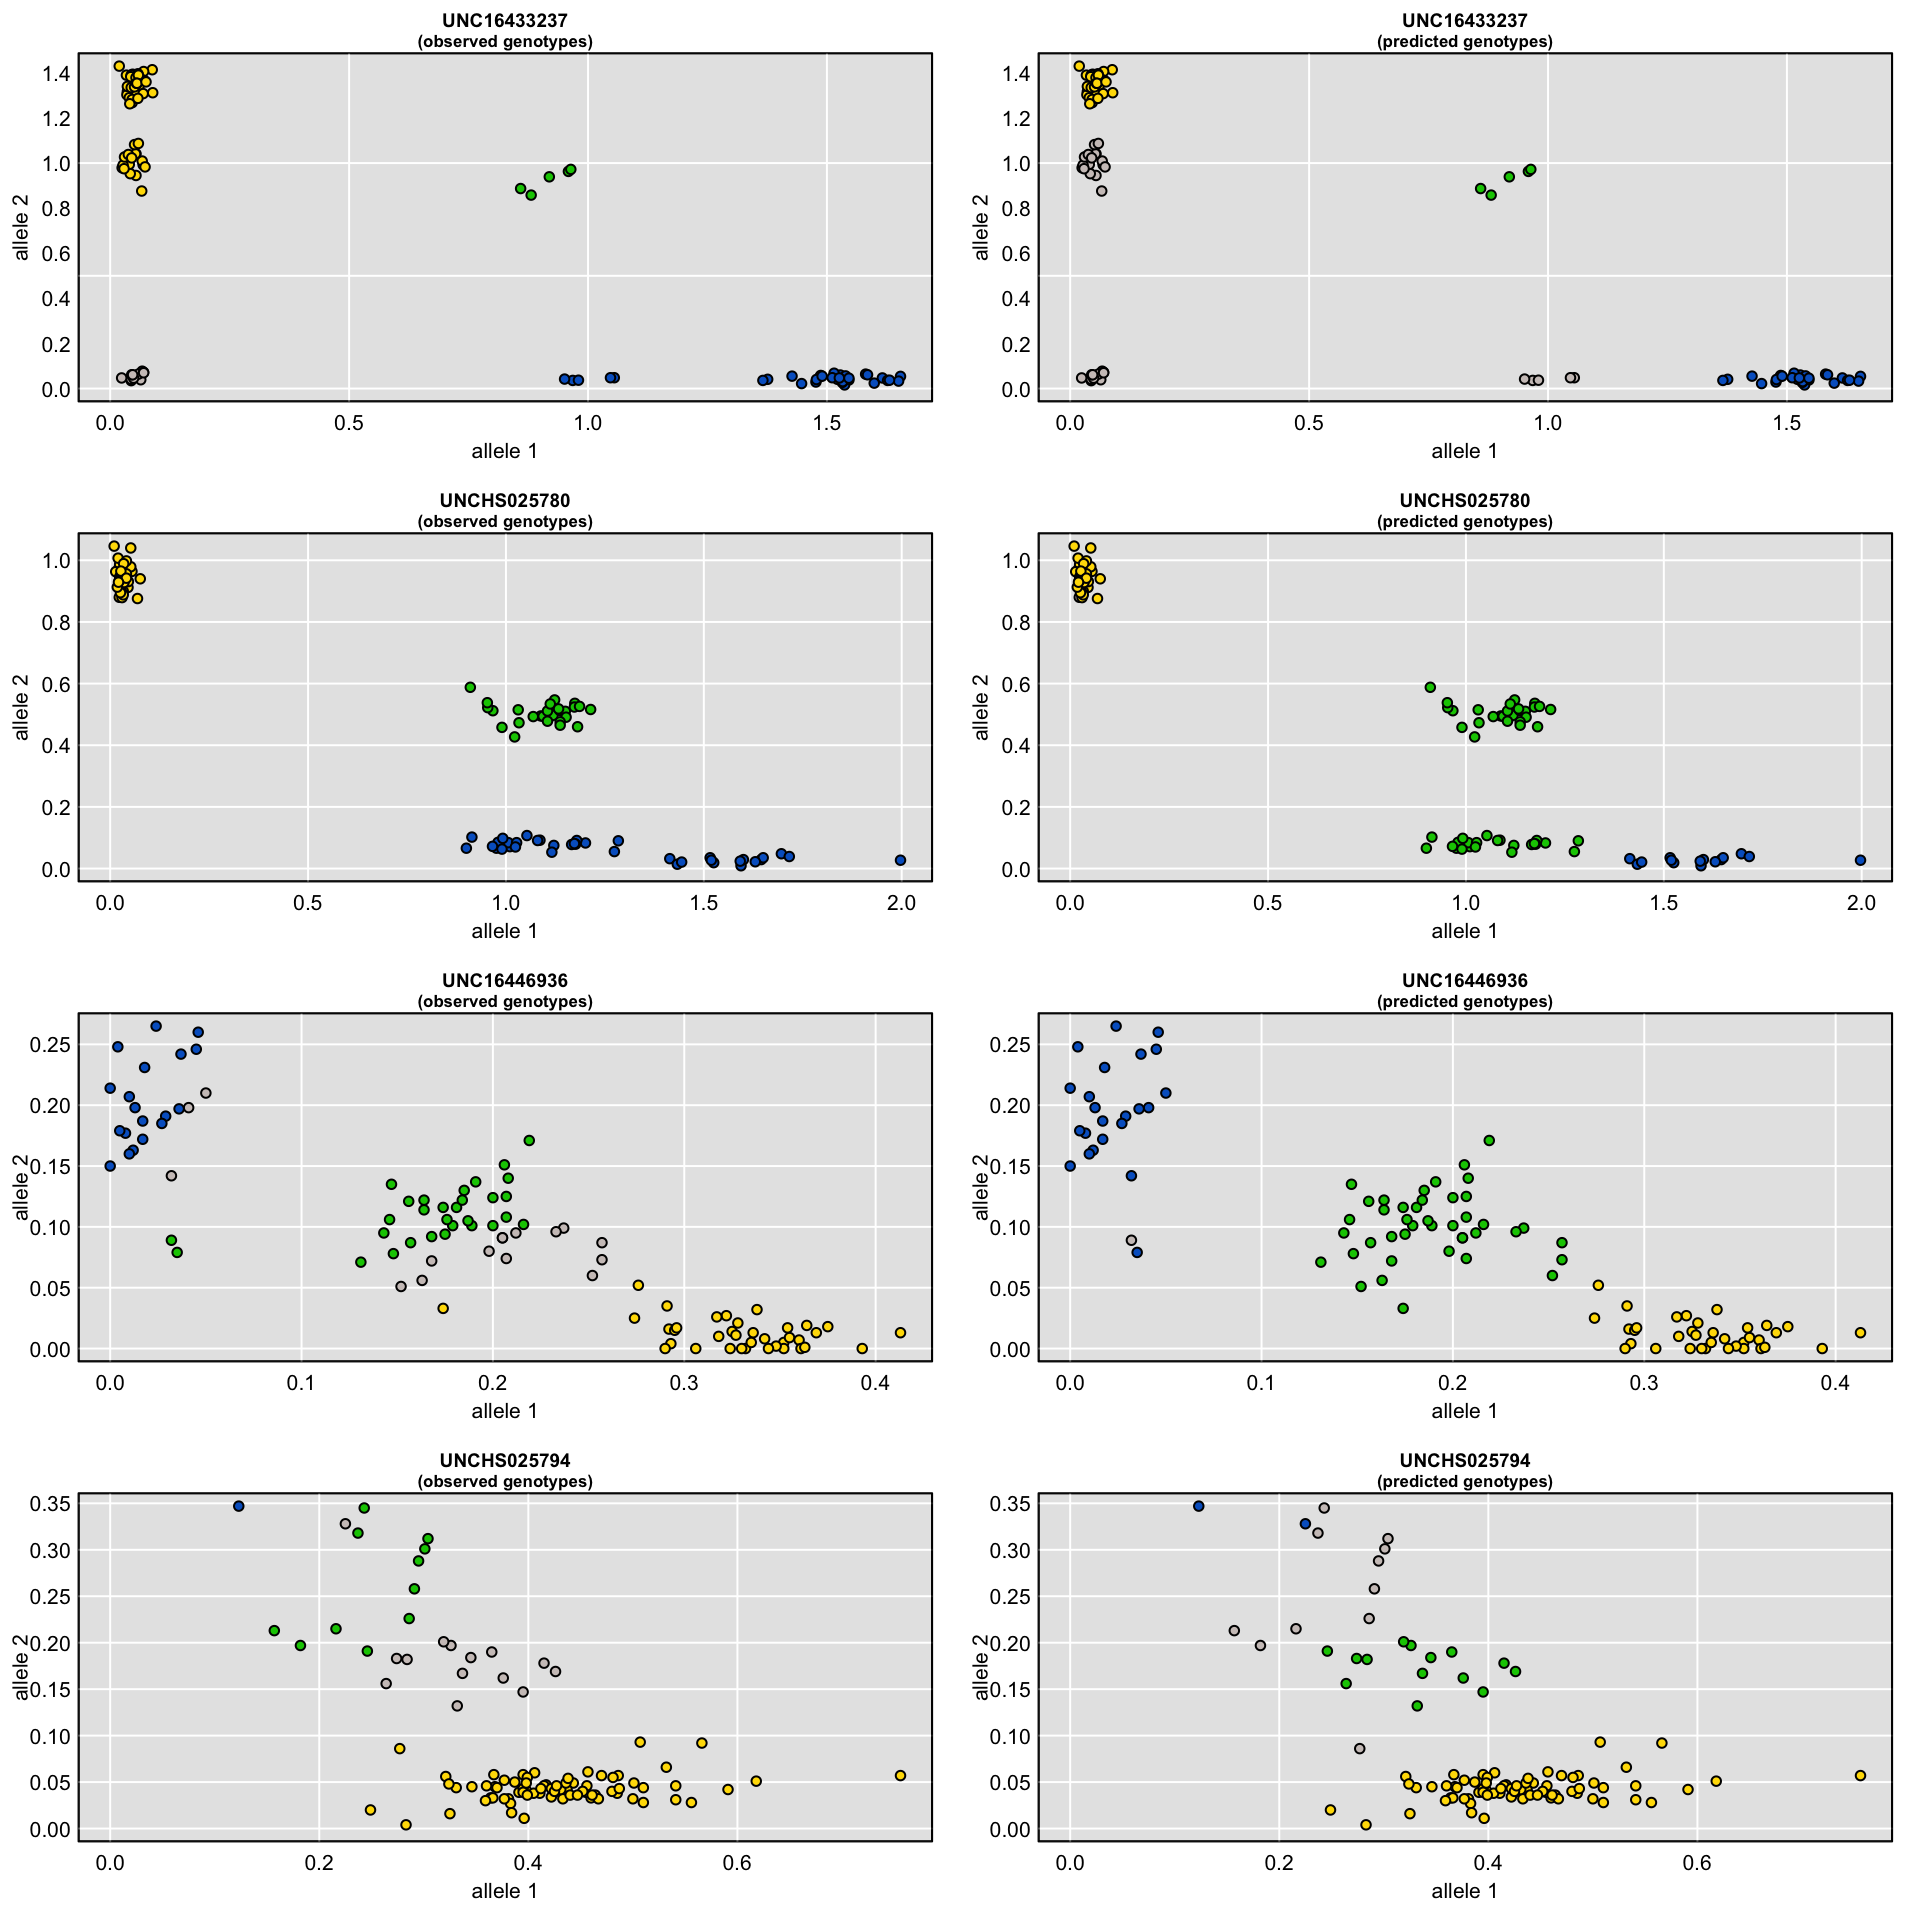 UNC16433237
(observed genotypes)
allele 2
1.4
1.2
1.0
0.8
0.6
0.4
0.2
0.0
0.0 0.5 1.0 1.5
allele 1
UNC16433237
(predicted genotypes)
allele 2
1.4
1.2
1.0
0.8
0.6
0.4
0.2
0.0
0.0 0.5 1.0 1.5
allele 1
UNCHS025780
(observed genotypes)
allele 2
1.0
0.8
0.6
0.4
0.2
0.0
0.0 0.5 1.0 1.5 2.0
allele 1
UNCHS025780
(predicted genotypes)
allele 2
1.0
0.8
0.6
0.4
0.2
0.0
0.0 0.5 1.0 1.5 2.0
allele 1
UNC16446936
(observed genotypes)
allele 2
0.25
0.20
0.15
0.10
0.05
0.00
0.0 0.1 0.2 0.3 0.4
allele 1
UNC16446936
(predicted genotypes)
allele 2
0.25
0.20
0.15
0.10
0.05
0.00
0.0 0.1 0.2 0.3 0.4
allele 1
UNCHS025794
(observed genotypes)
allele 2
0.35
0.30
0.25
0.20
0.15
0.10
0.05
0.00
0.0 0.2 0.4 0.6
allele 1
UNCHS025794
(predicted genotypes)
allele 2
0.35
0.30
0.25
0.20
0.15
0.10
0.05
0.00
0.0 0.2 0.4 0.6
allele 1